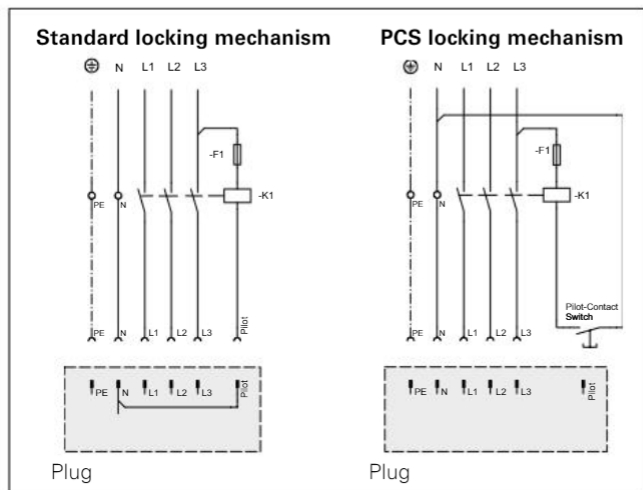 Standard locking mechanism
N L1 L2 L3
-F1
-K1
PE N
PE N L1 L2 L3 Pilot
PE N L1 L2 L3 Pilot
Plug
PCS locking mechanism
N L1 L2 L3
-F1
-K1
PE N
Pilot-Contact
Switch
PE N L1 L2 L3
PE N L1 L2 L3 Pilot
Plug